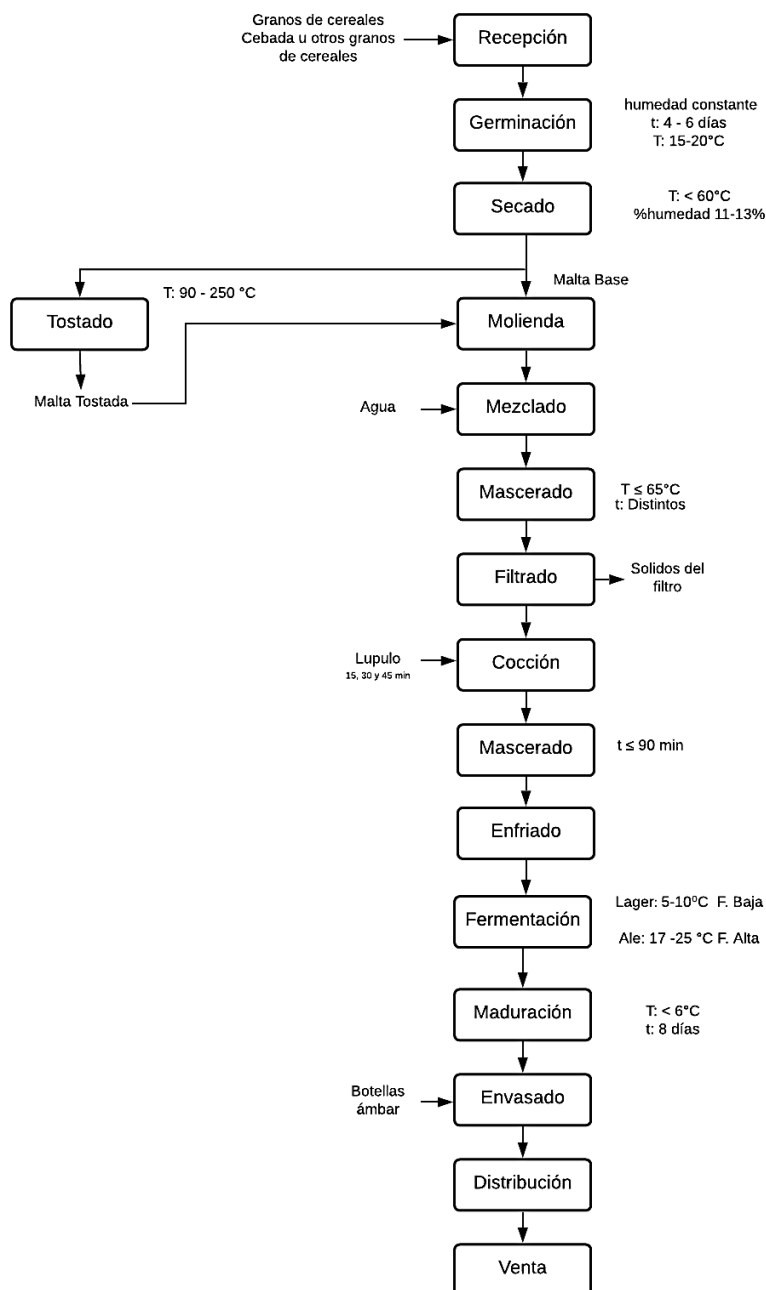 Granos de cereales
Cebada u otros granos
de cereales
Recepción
Germinación
humedad constante
t: 4 - 6 días
T: 15-20°C
Secado
T: < 60°C
%humedad 11-13%
Malta Base
T: 90 - 250 °C
Tostado
Molienda
Malta Tostada
Agua
Mezclado
Mascerado
T ≤ 65°C
t: Distintos
Filtrado
Solidos del
filtro
Lupulo
15, 30 y 45 min
Cocción
Mascerado
t ≤ 90 min
Enfriado
Fermentación
Lager: 5-10⁰C F. Baja
Ale: 17 -25 °C F. Alta
Maduración
T: < 6°C
t: 8 días
Botellas
ámbar
Envasado
Distribución
Venta